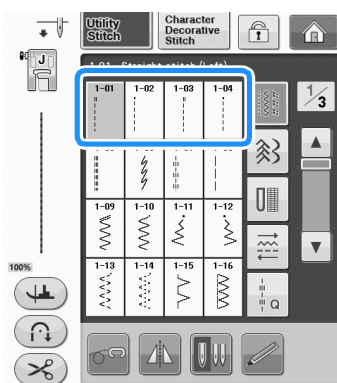 Utility
Stitch
Character
Decorative
Stitch
J
1-01 Straight stitch (Left)
1/3
1-01 1-02 1-03 1-04
1-09 1-10 1-11 1-12
1-13 1-14 1-15 1-16
100%
Q